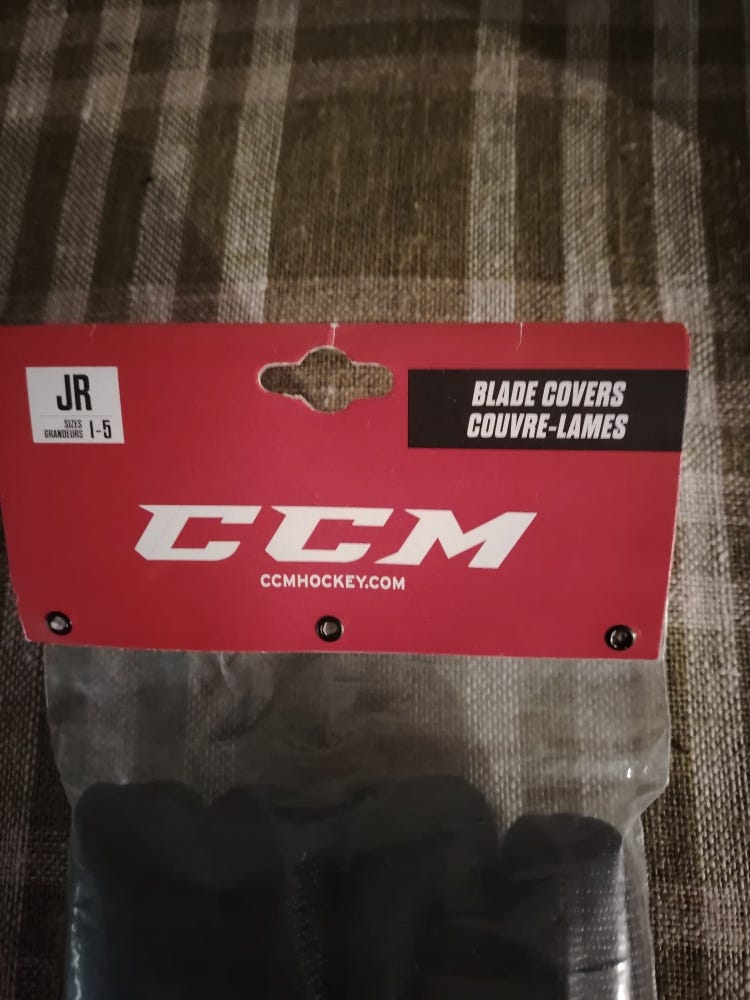 JR
SIZES
GRANDEURS 1-5
BLADE COVERS
COUVRE-LAMES
CCM
CCMHOCKEY.COM